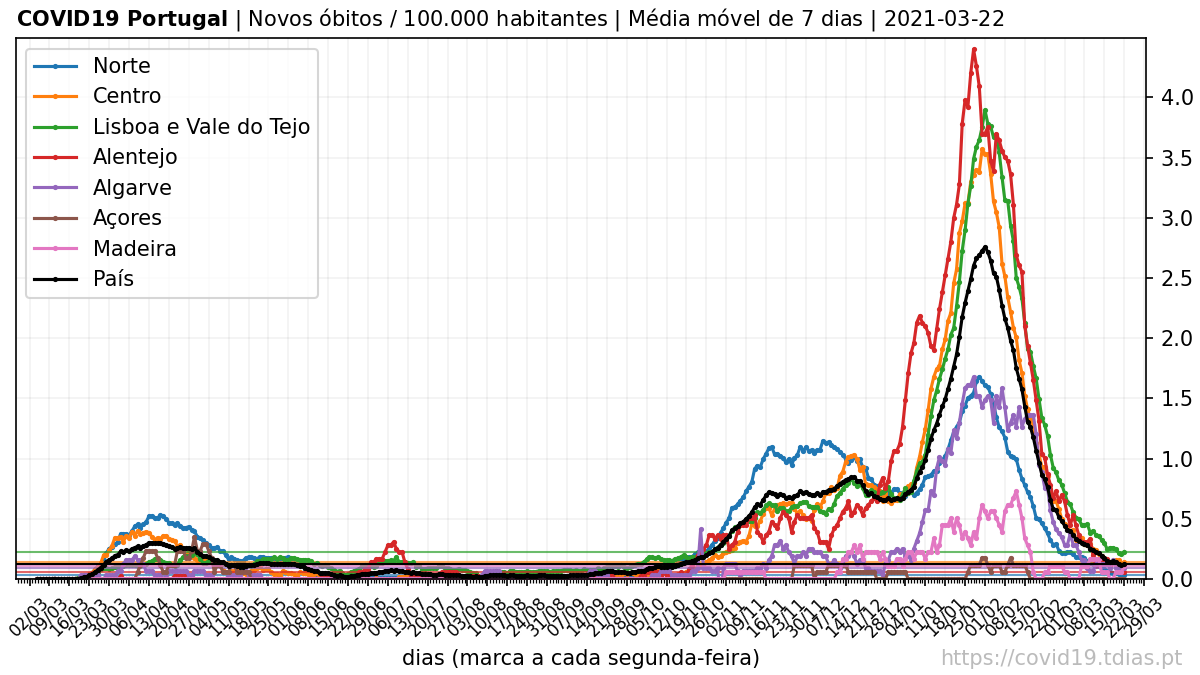 COVID19 Portugal | Novos óbitos / 100.000 habitantes | Média móvel de 7 dias | 2021-03-22
Norte
Centro
Lisboa e Vale do Tejo
Alentejo
Algarve
Açores
Madeira
País
4.0
3.5
3.0
2.5
2.0
1.5
1.0
0.5
0.0
02/03 09/03 16/03 23/03 30/03 06/04 13/04 20/04 27/04 04/05 11/05 18/05 25/05 01/06 08/06 15/06 22/06 29/06 06/07 13/07 20/07 27/07 03/08 10/08 17/08 24/08 31/08 07/09 14/09 21/09 28/09 05/10 12/10 19/10 26/10 02/11 09/11 16/11 23/11 30/11 07/12 14/12 21/12 28/12 04/01 11/01 18/01 25/01 01/02 08/02 15/02 22/02 01/03 08/03 15/03 22/03 29/03
dias (marca a cada segunda-feira)
https://covid19.tdias.pt